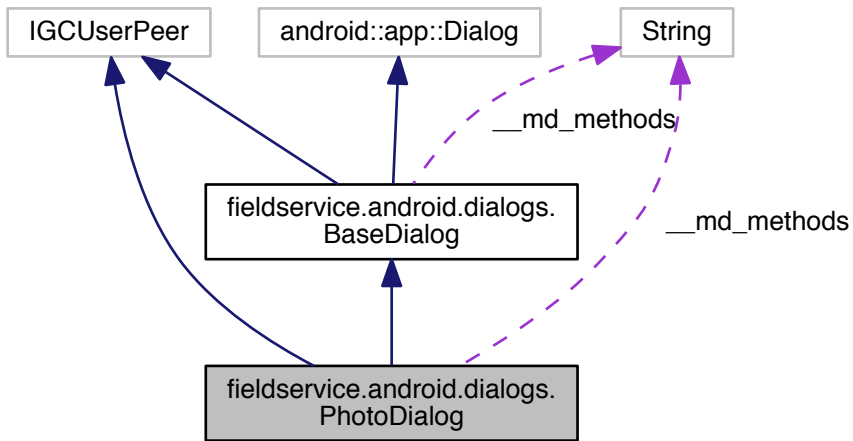 IGCUserPeer
android::app::Dialog
String
__md_methods
fieldservice.android.dialogs.
BaseDialog
__md_methods
fieldservice.android.dialogs.
PhotoDialog